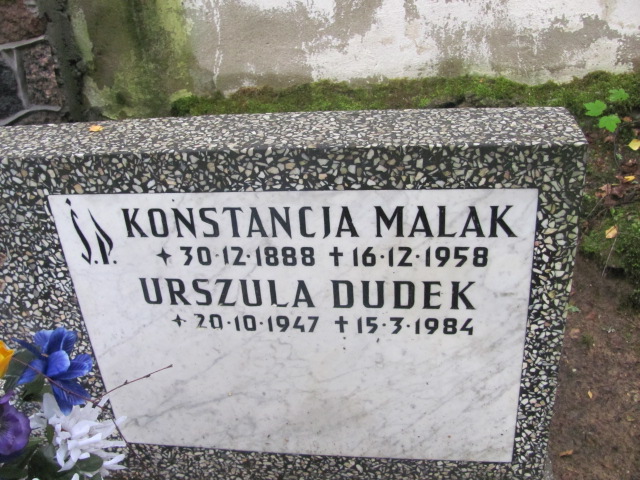 Ś.P. KONSTANCJA MALAK
✦30·12·1888 ✝16·12·1958
URSZULA DUDEK
✦20·10·1947 ✝15·3·1984